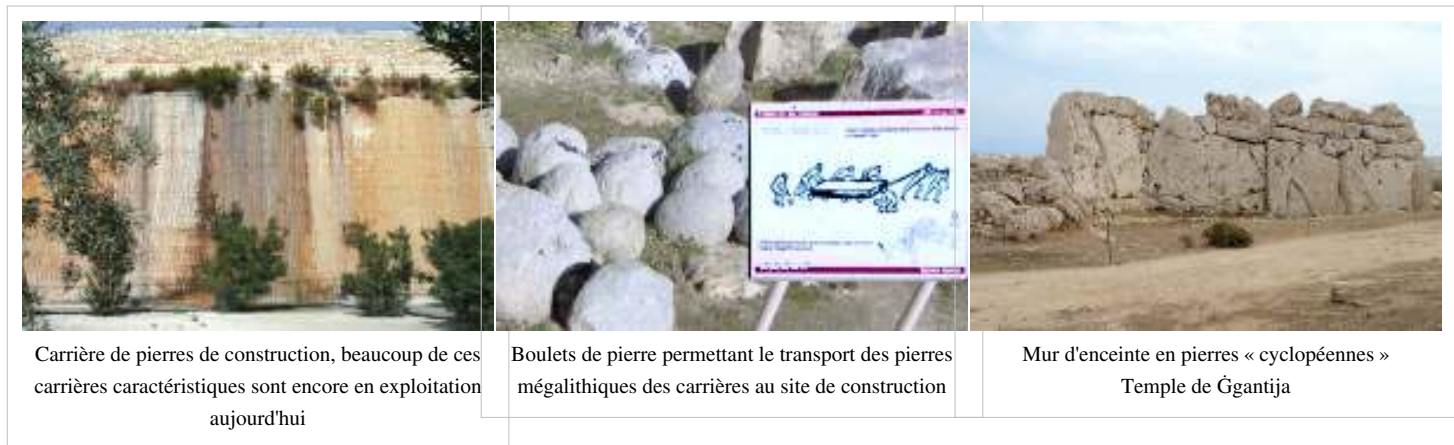 Carrière de pierres de construction, beaucoup de ces
carrières caractéristiques sont encore en exploitation
aujourd'hui
Boulets de pierre permettant le transport des pierres
mégalithiques des carrières au site de construction
Mur d'enceinte en pierres « cyclopéennes »
Temple de Ġgantija